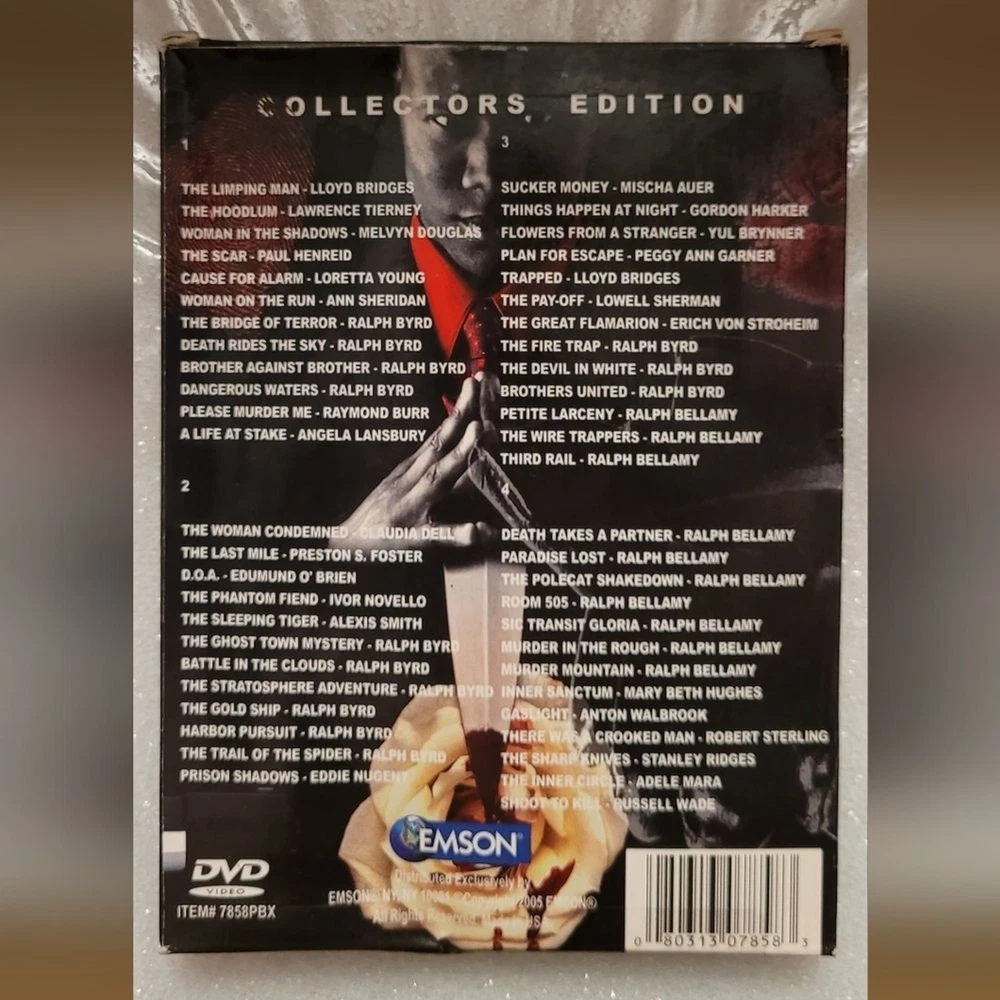 COLLECTORS EDITION
1
THE LIMPING MAN - LLOYD BRIDGES
THE HOODLUM - LAWRENCE TIERNEY
WOMAN IN THE SHADOWS - MELVYN DOUGLAS
THE SCAR - PAUL HENREID
CAUSE FOR ALARM - LORETTA YOUNG
WOMAN ON THE RUN - ANN SHERIDAN
THE BRIDGE OF TERROR - RALPH BYRD
DEATH RIDES THE SKY - RALPH BYRD
BROTHER AGAINST BROTHER - RALPH BYRD
DANGEROUS WATERS - RALPH BYRD
PLEASE MURDER ME - RAYMOND BURR
A LIFE AT STAKE - ANGELA LANSBURY
2
THE WOMAN CONDEMNED - CLAUDIA DELL
THE LAST MILE - PRESTON S. FOSTER
D.O.A. - EDUMUND O' BRIEN
THE PHANTOM FIEND - IVOR NOVELLO
THE SLEEPING TIGER - ALEXIS SMITH
THE GHOST TOWN MYSTERY - RALPH BYRD
BATTLE IN THE CLOUDS - RALPH BYRD
THE STRATOSPHERE ADVENTURE - RALPH BYRD
THE GOLD SHIP - RALPH BYRD
HARBOR PURSUIT - RALPH BYRD
THE TRAIL OF THE SPIDER - RALPH BYRD
PRISON SHADOWS - EDDIE NUGENT
3
SUCKER MONEY - MISCHA AUER
THINGS HAPPEN AT NIGHT - GORDON HARKER
FLOWERS FROM A STRANGER - YUL BRYNNER
PLAN FOR ESCAPE - PEGGY ANN GARNER
TRAPPED - LLOYD BRIDGES
THE PAY-OFF - LOWELL SHERMAN
THE GREAT FLAMARION - ERICH VON STROHEIM
THE FIRE TRAP - RALPH BYRD
THE DEVIL IN WHITE - RALPH BYRD
BROTHERS UNITED - RALPH BYRD
PETITE LARCENY - RALPH BELLAMY
THE WIRE TRAPPERS - RALPH BELLAMY
THIRD RAIL - RALPH BELLAMY
4
DEATH TAKES A PARTNER - RALPH BELLAMY
PARADISE LOST - RALPH BELLAMY
THE POLECAT SHAKEDOWN - RALPH BELLAMY
ROOM 505 - RALPH BELLAMY
SIC TRANSIT GLORIA - RALPH BELLAMY
MURDER IN THE ROUGH - RALPH BELLAMY
MURDER MOUNTAIN - RALPH BELLAMY
INNER SANCTUM - MARY BETH HUGHES
GASLIGHT - ANTON WALBROOK
THERE WAS A CROOKED MAN - ROBERT STERLING
THE SHARP KNIVES - STANLEY RIDGES
THE INNER CIRCLE - ADELE MARA
SHOOT TO KILL - RUSSELL WADE
EMSON®
Distributed Exclusively by
EMSON® NY, NY 10001 ©Copyright 2005 EMSON®
All Rights Reserved. Made in USA
DVD
VIDEO
ITEM# 7858PBX
0 80313 07858 3